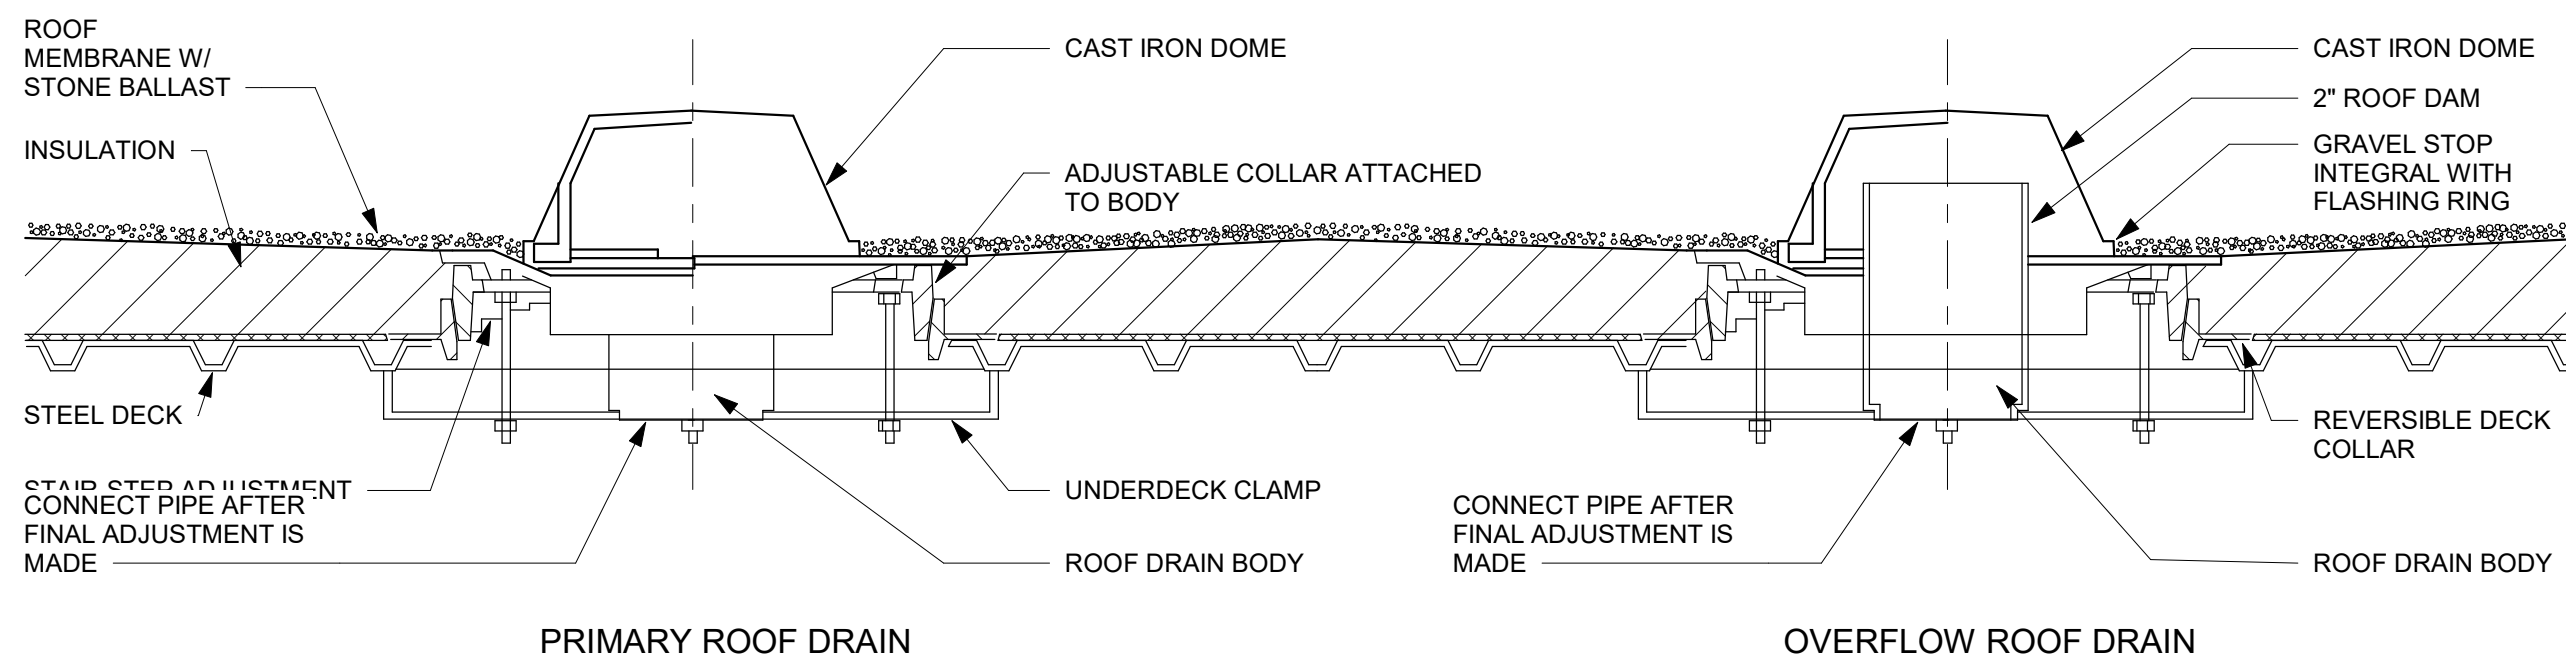 ROOF
MEMBRANE W/
STONE BALLAST
INSULATION
STEEL DECK
STAIR STEP ADJUSTMENT
CONNECT PIPE AFTER
FINAL ADJUSTMENT IS
MADE
CAST IRON DOME
ADJUSTABLE COLLAR ATTACHED
TO BODY
UNDERDECK CLAMP
ROOF DRAIN BODY
PRIMARY ROOF DRAIN
CONNECT PIPE AFTER
FINAL ADJUSTMENT IS
MADE
CAST IRON DOME
2" ROOF DAM
GRAVEL STOP
INTEGRAL WITH
FLASHING RING
REVERSIBLE DECK
COLLAR
ROOF DRAIN BODY
OVERFLOW ROOF DRAIN